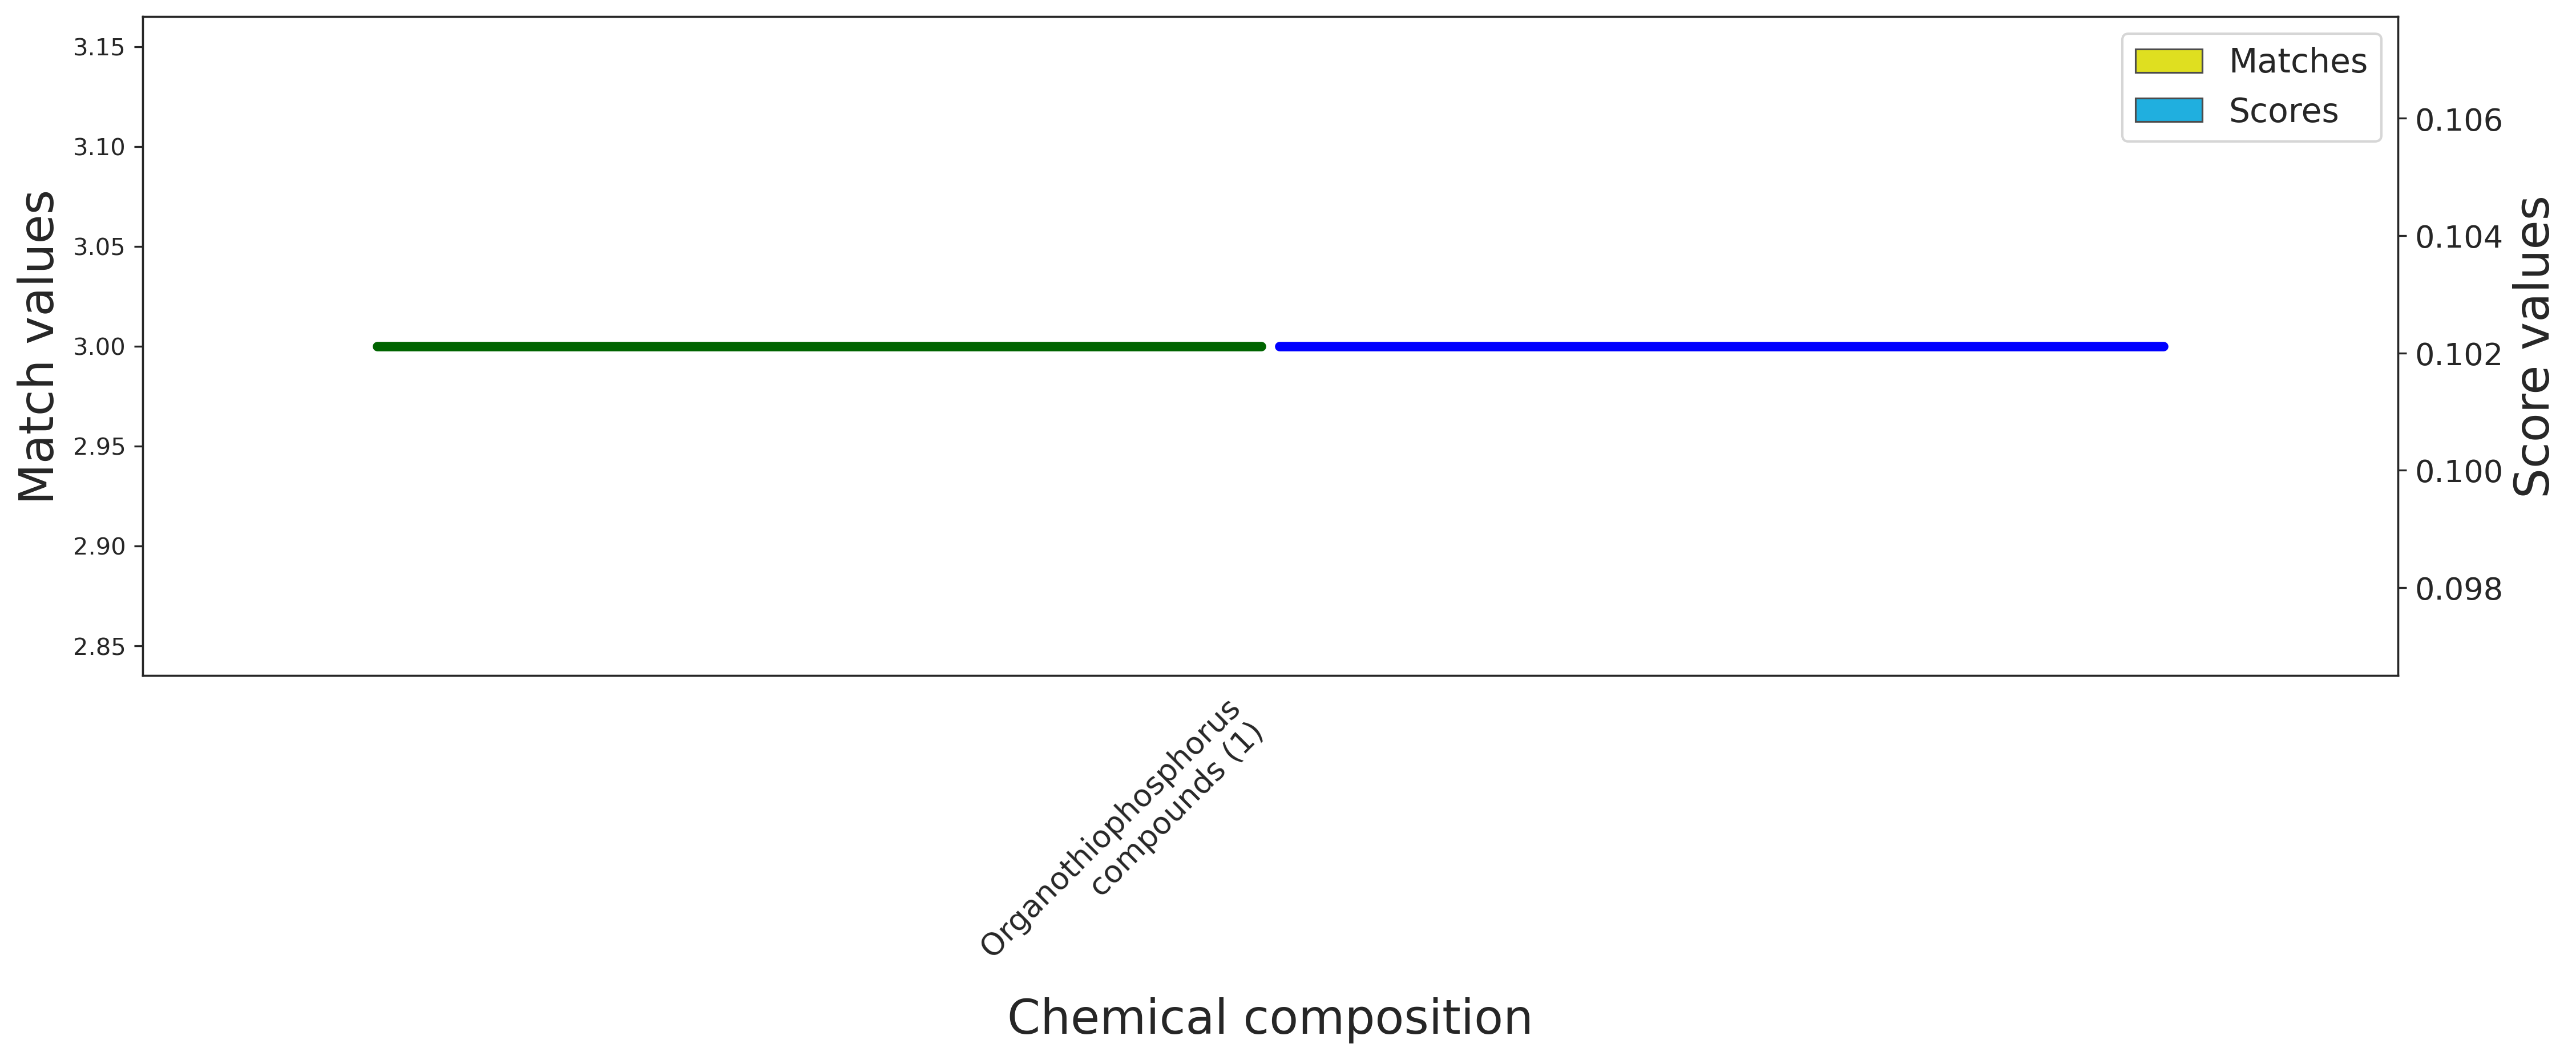 Match values
3.15
3.10
3.05
3.00
2.95
2.90
2.85
Matches
Scores
0.106
0.104
0.102
0.100
0.098
Score values
Organothiophosphorus
compounds (1)
Chemical composition